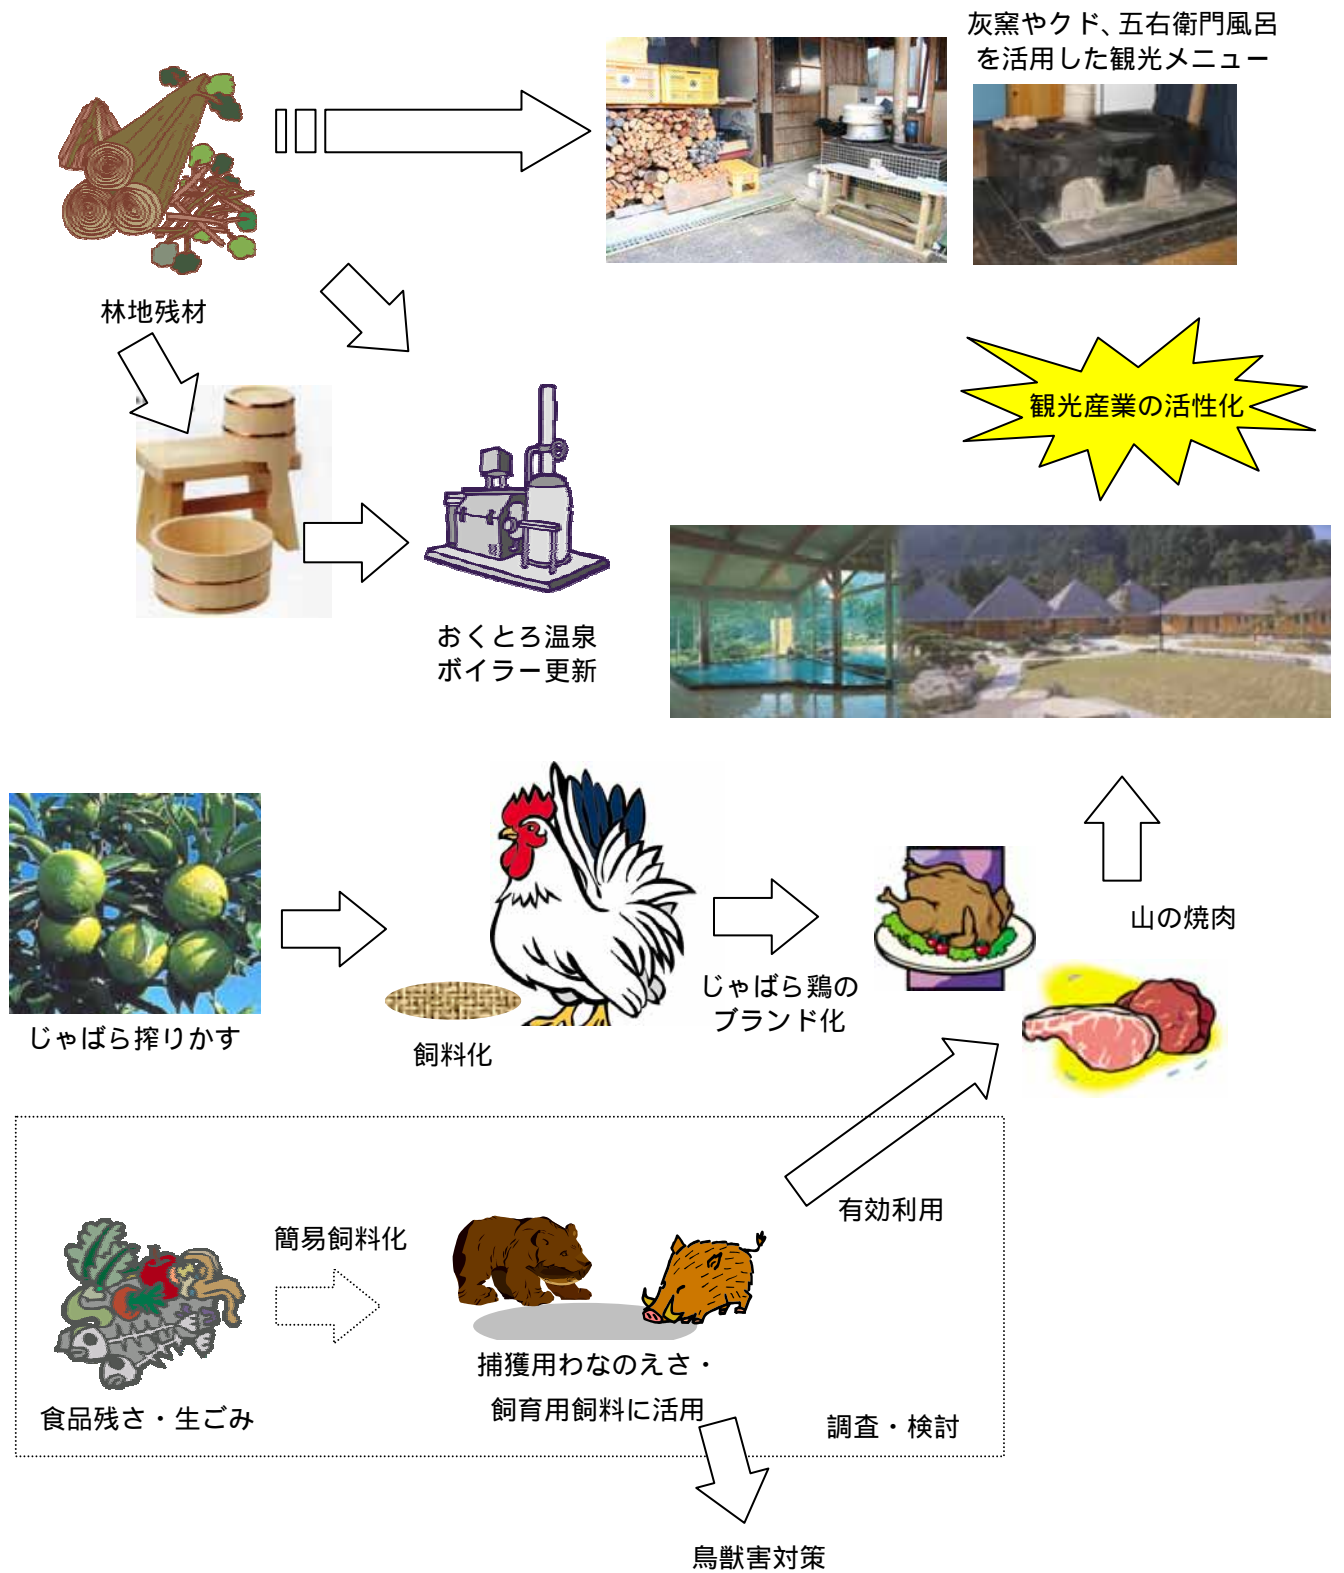 灰窯やクド、五右衛門風呂
を活用した観光メニュー
林地残材
観光産業の活性化
おくとろ温泉
ボイラー更新
山の焼肉
じゃばら搾りかす
飼料化
じゃばら鶏の
ブランド化
有効利用
簡易飼料化
食品残さ・生ごみ
捕獲用わなのえさ・
飼育用飼料に活用
調査・検討
鳥獣害対策